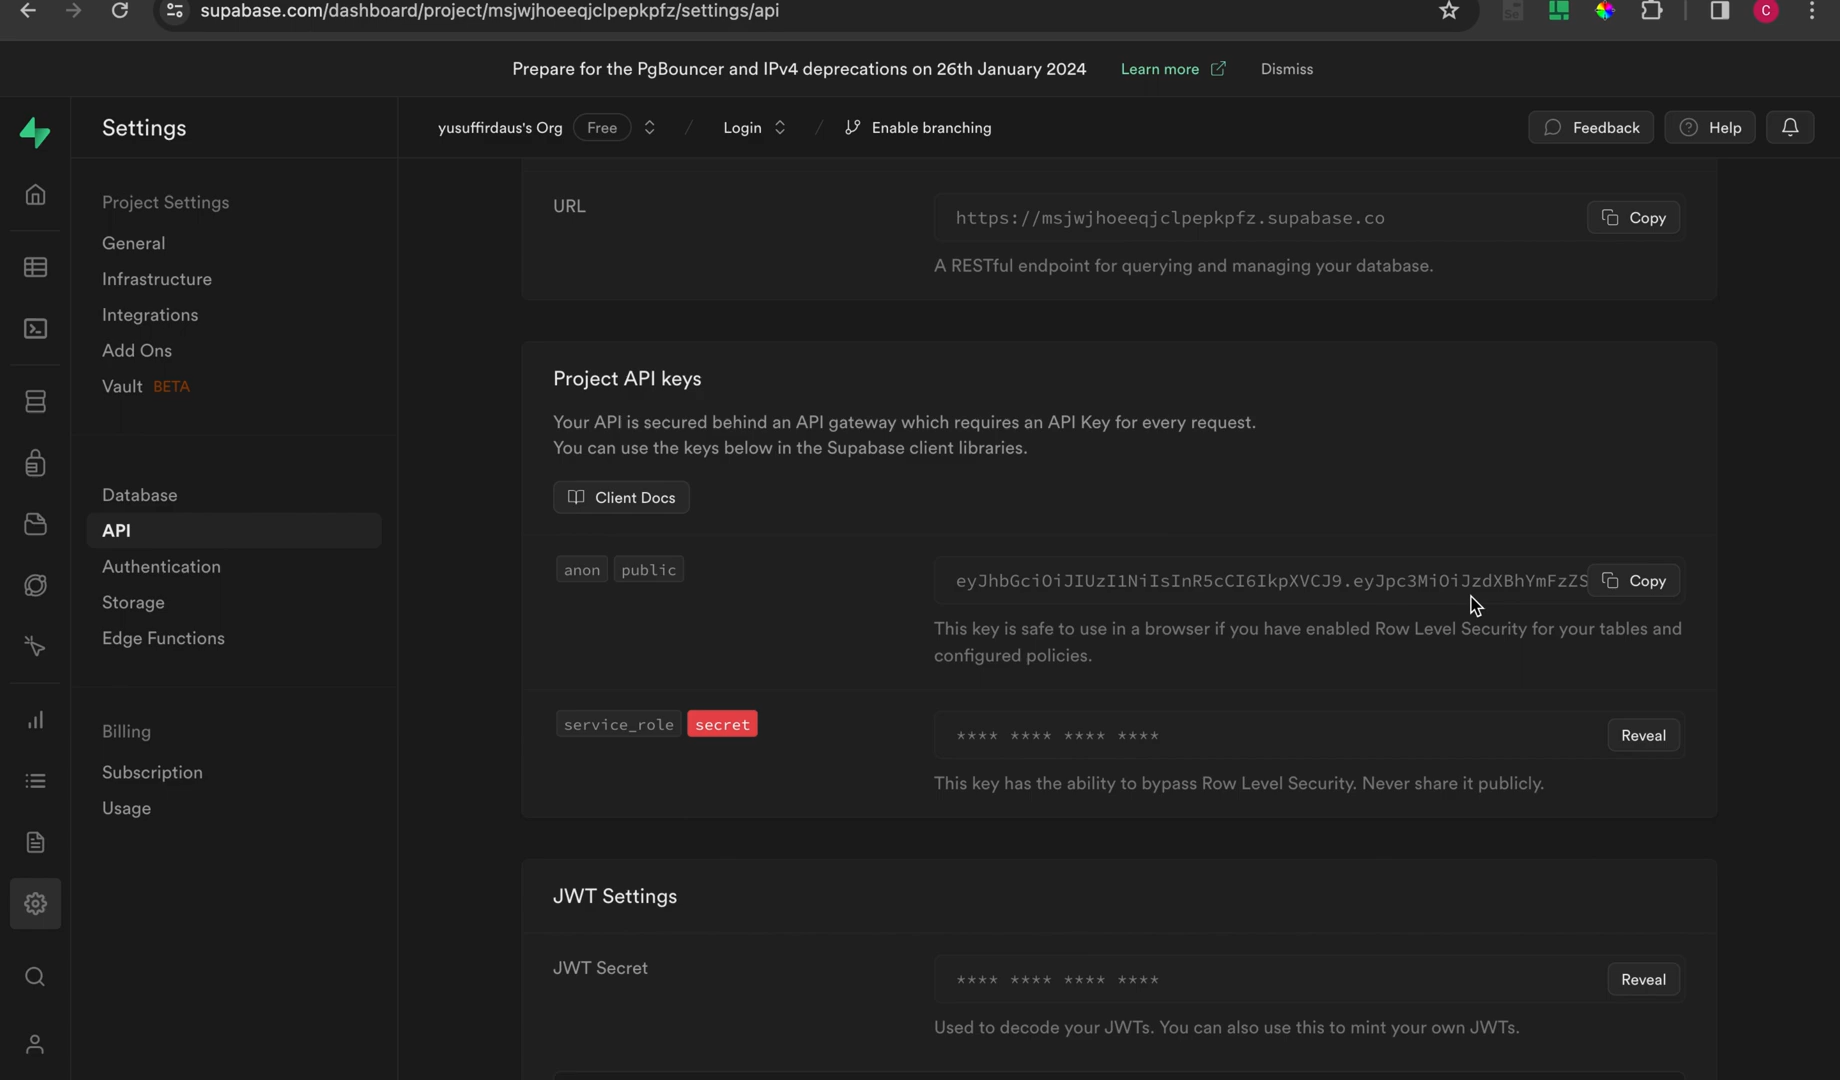 supabase.com/dashboard/project/msjwjhoeeqjclpepkpfz/settings/api
C
Prepare for the PgBouncer and IPv4 deprecations on 26th January 2024 Learn more Dismiss
Settings
yusuffirdaus's Org Free / Login / Enable branching
Feedback Help
Project Settings
General
Infrastructure
Integrations
Add Ons
Vault BETA
Database
API
Authentication
Storage
Edge Functions
Billing
Subscription
Usage
URL
https://msjwjhoeeqjclpepkpfz.supabase.co
Copy
A RESTful endpoint for querying and managing your database.
Project API keys
Your API is secured behind an API gateway which requires an API Key for every request.
You can use the keys below in the Supabase client libraries.
Client Docs
anon public
eyJhbGciOiJIUzI1NiIsInR5cCI6IkpXVCJ9.eyJpc3MiOiJzdXBhYmFzZS
Copy
This key is safe to use in a browser if you have enabled Row Level Security for your tables and
configured policies.
service_role secret
**** **** **** ****
Reveal
This key has the ability to bypass Row Level Security. Never share it publicly.
JWT Settings
JWT Secret
**** **** **** ****
Reveal
Used to decode your JWTs. You can also use this to mint your own JWTs.